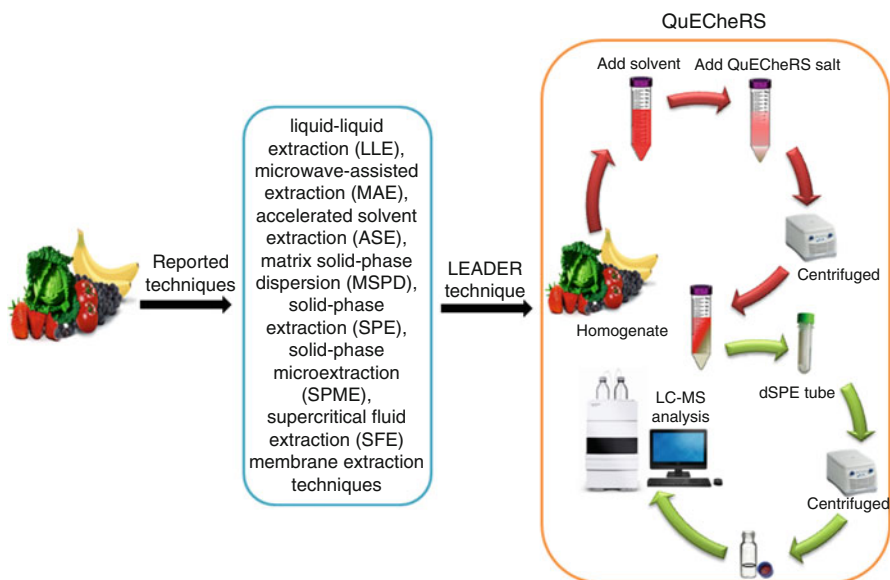 QuECheRS
Add solvent
Add QuECheRS salt
liquid-liquid
extraction (LLE),
microwave-assisted
extraction (MAE),
accelerated solvent
extraction (ASE),
matrix solid-phase
dispersion (MSPD),
solid-phase
extraction (SPE),
solid-phase
microextraction
(SPME),
supercritical fluid
extraction (SFE)
membrane extraction
techniques
Reported
techniques
LEADER
technique
Centrifuged
Homogenate
dSPE tube
LC-MS
analysis
Centrifuged